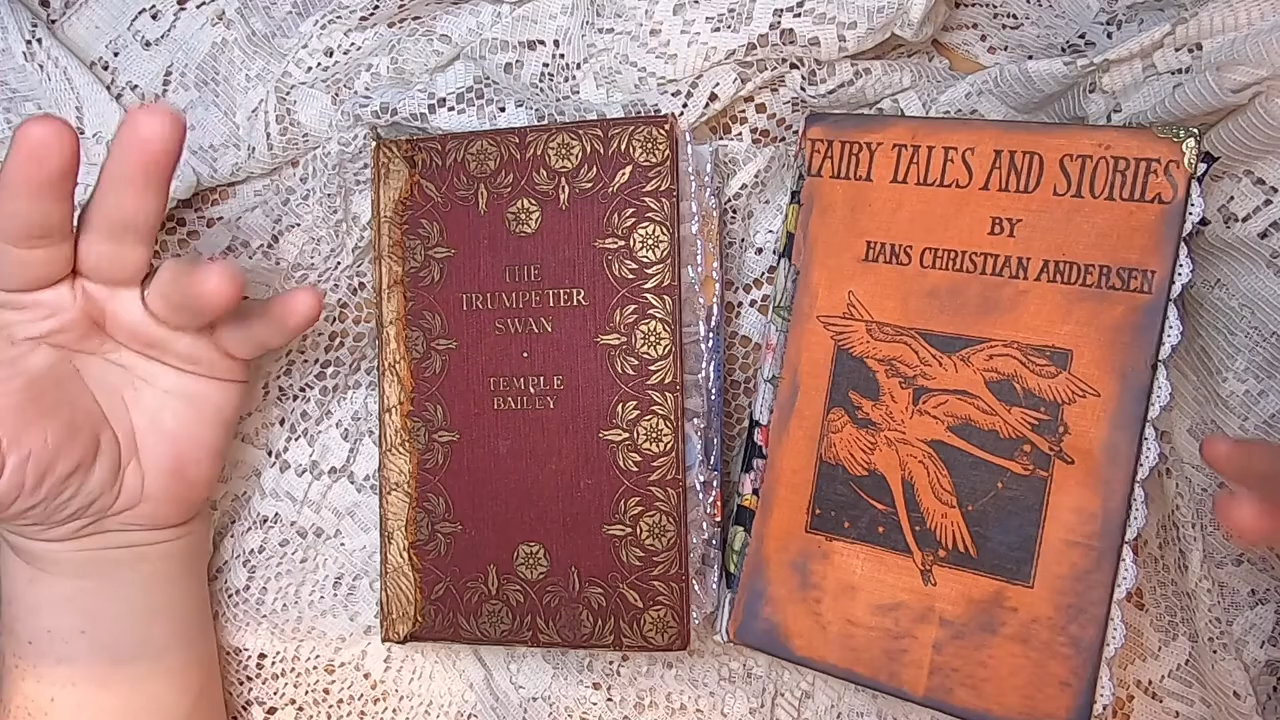 THE
TRUMPETER
SWAN
TEMPLE
BAILEY
FAIRY TALES AND STORIES
BY
HANS CHRISTIAN ANDERSEN